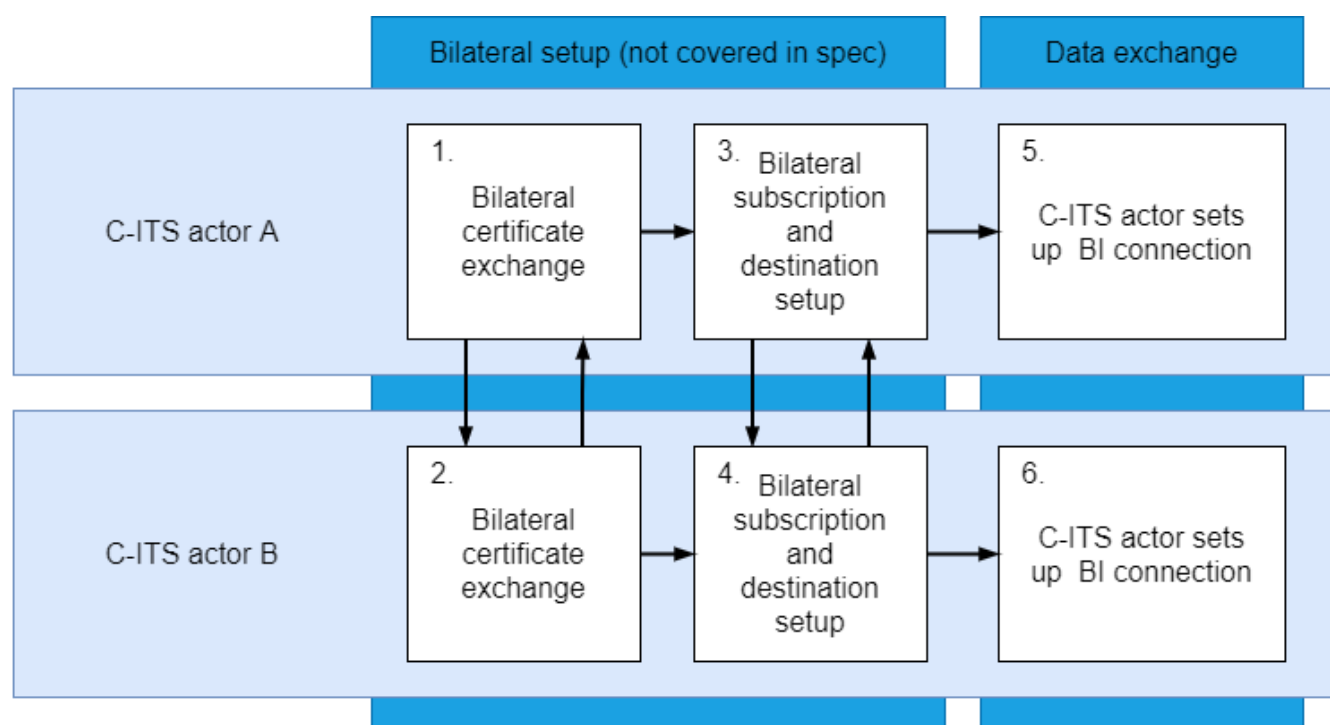 Bilateral setup (not covered in spec)
Data exchange
C-ITS actor A
1.
Bilateral
certificate
exchange
3.
Bilateral
subscription
and
destination
setup
5.
C-ITS actor sets
up BI connection
C-ITS actor B
2.
Bilateral
certificate
exchange
4.
Bilateral
subscription
and
destination
setup
6.
C-ITS actor sets
up BI connection